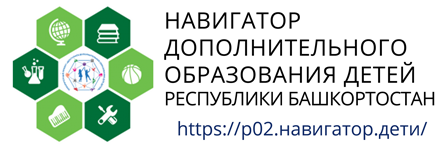 НАВИГАТОР
ДОПОЛНИТЕЛЬНОГО
ОБРАЗОВАНИЯ ДЕТЕЙ
РЕСПУБЛИКИ БАШКОРТОСТАН
https://р02.навигатор.дети/